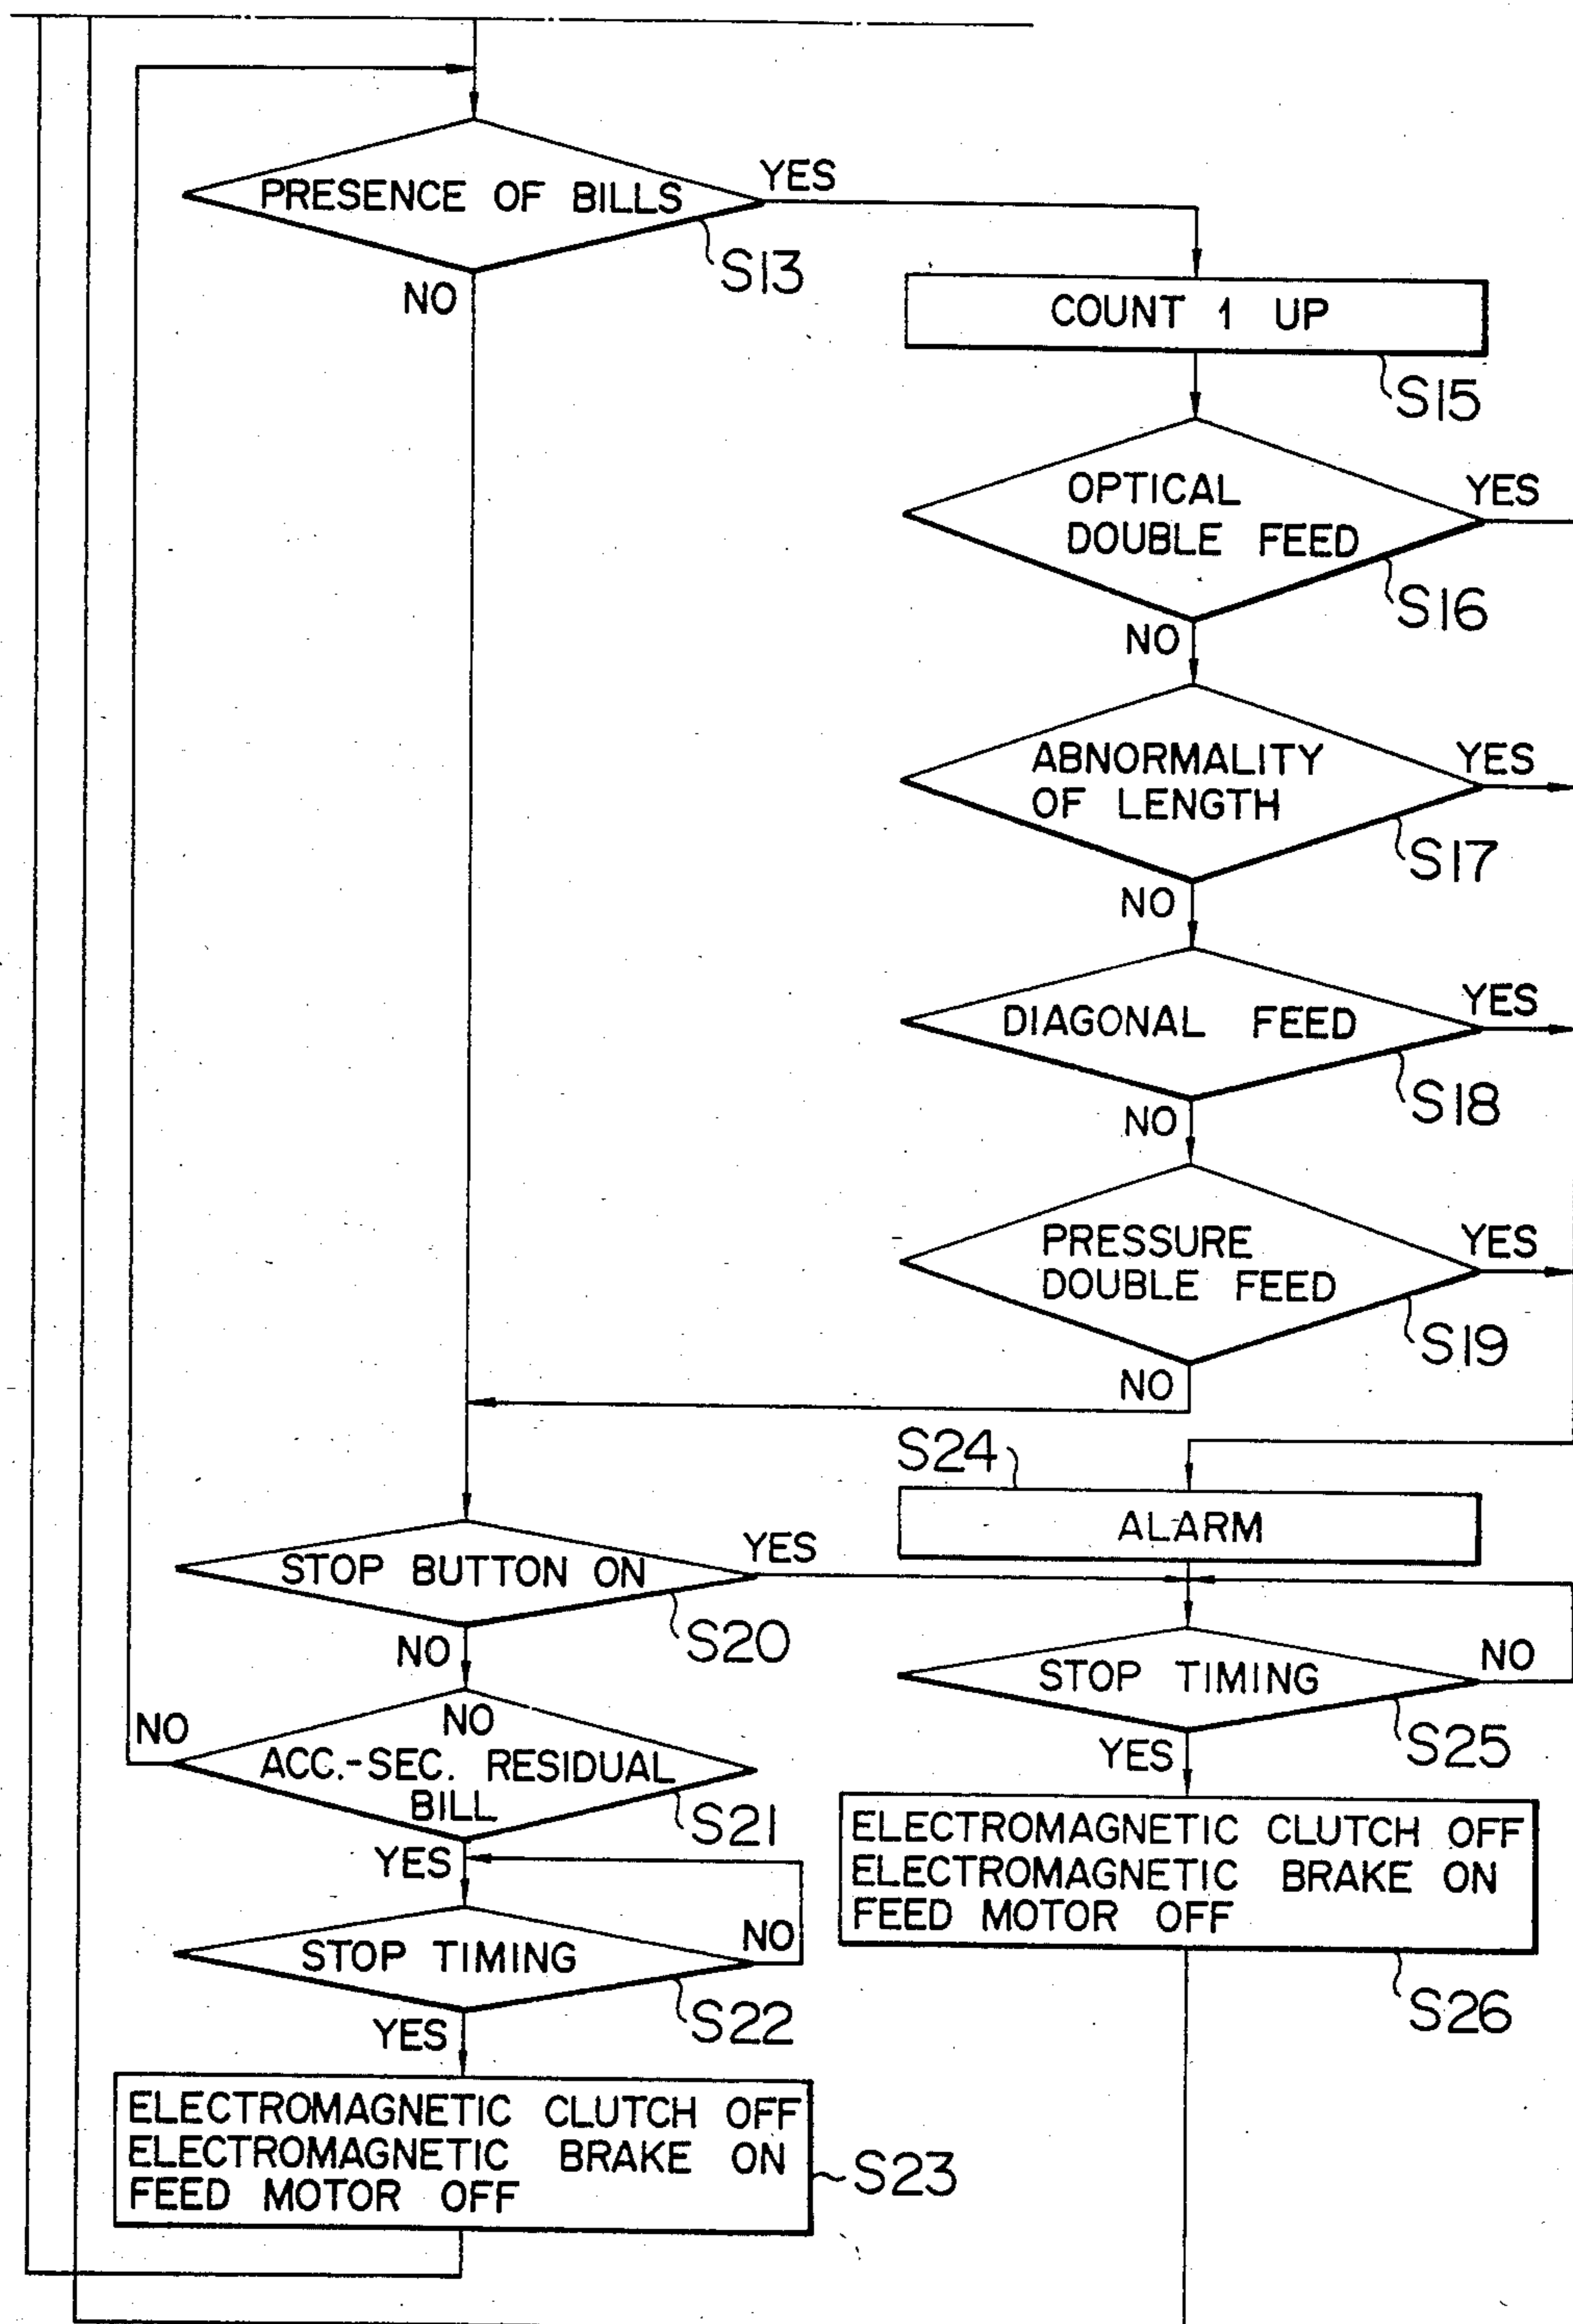 PRESENCE OF BILLS
YES
S13
NO
COUNT 1 UP
S15
OPTICAL
DOUBLE FEED
YES
S16
NO
ABNORMALITY
OF LENGTH
YES
S17
NO
DIAGONAL FEED
YES
S18
NO
PRESSURE
DOUBLE FEED
YES
S19
NO
S24
ALARM
STOP BUTTON ON
YES
S20
NO
STOP TIMING
NO
S25
YES
NO
NO
ACC.-SEC. RESIDUAL
BILL
S21
YES
ELECTROMAGNETIC CLUTCH OFF
ELECTROMAGNETIC BRAKE ON
FEED MOTOR OFF
S26
STOP TIMING
NO
S22
YES
ELECTROMAGNETIC CLUTCH OFF
ELECTROMAGNETIC BRAKE ON
FEED MOTOR OFF
S23